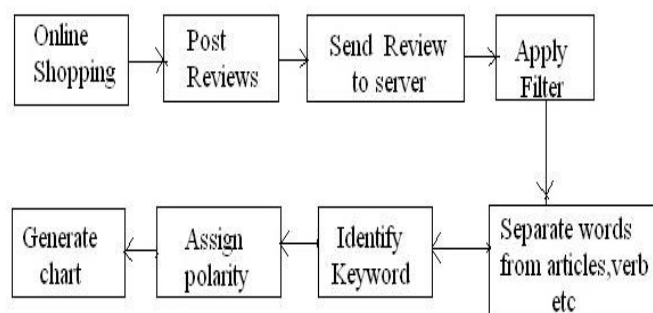 Online
Shopping
Post
Reviews
Send Review
to server
Apply
Filter
Separate words
from articles,verb
etc
Identify
Keyword
Assign
polarity
Generate
chart